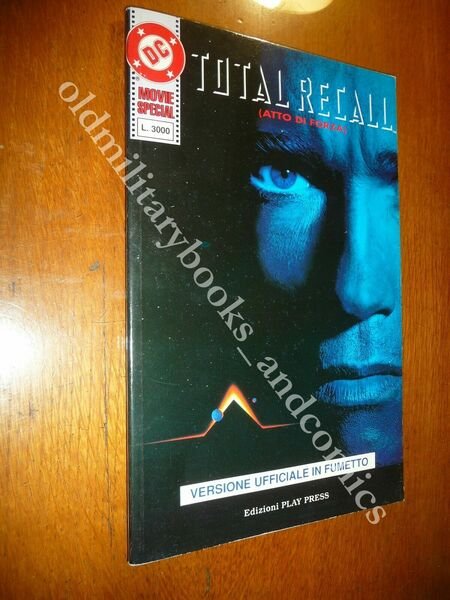 DC
MOVIE
SPECIAL
L. 3000
TOTAL RECALL
(ATTO DI FORZA)
VERSIONE UFFICIALE IN FUMETTO
Edizioni PLAY PRESS
oldmilitarybooks_andcomics